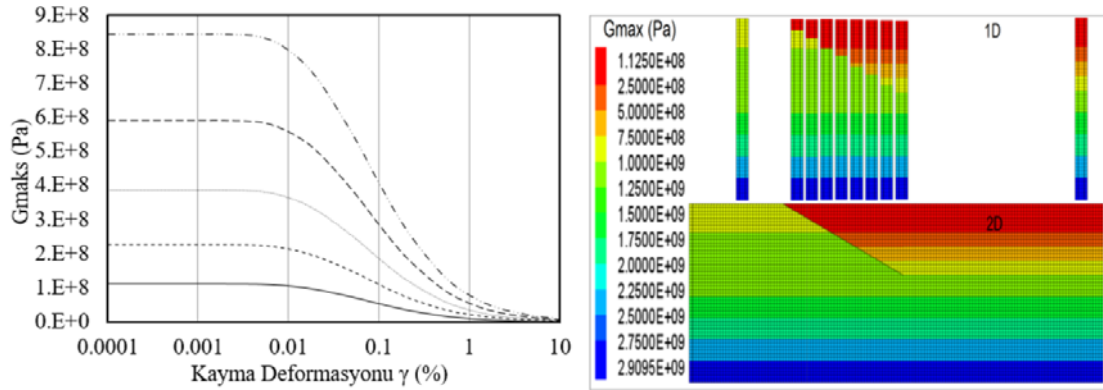 9.E+8
8.E+8
7.E+8
6.E+8
5.E+8
4.E+8
3.E+8
2.E+8
1.E+8
0.E+0
Gmaks (Pa)
0.0001 0.001 0.01 0.1 1 10
Kayma Deformasyonu γ (%)
Gmax (Pa)
1.1250E+08
2.5000E+08
5.0000E+08
7.5000E+08
1.0000E+09
1.2500E+09
1.5000E+09
1.7500E+09
2.0000E+09
2.2500E+09
2.5000E+09
2.7500E+09
2.9095E+09
1D
2D